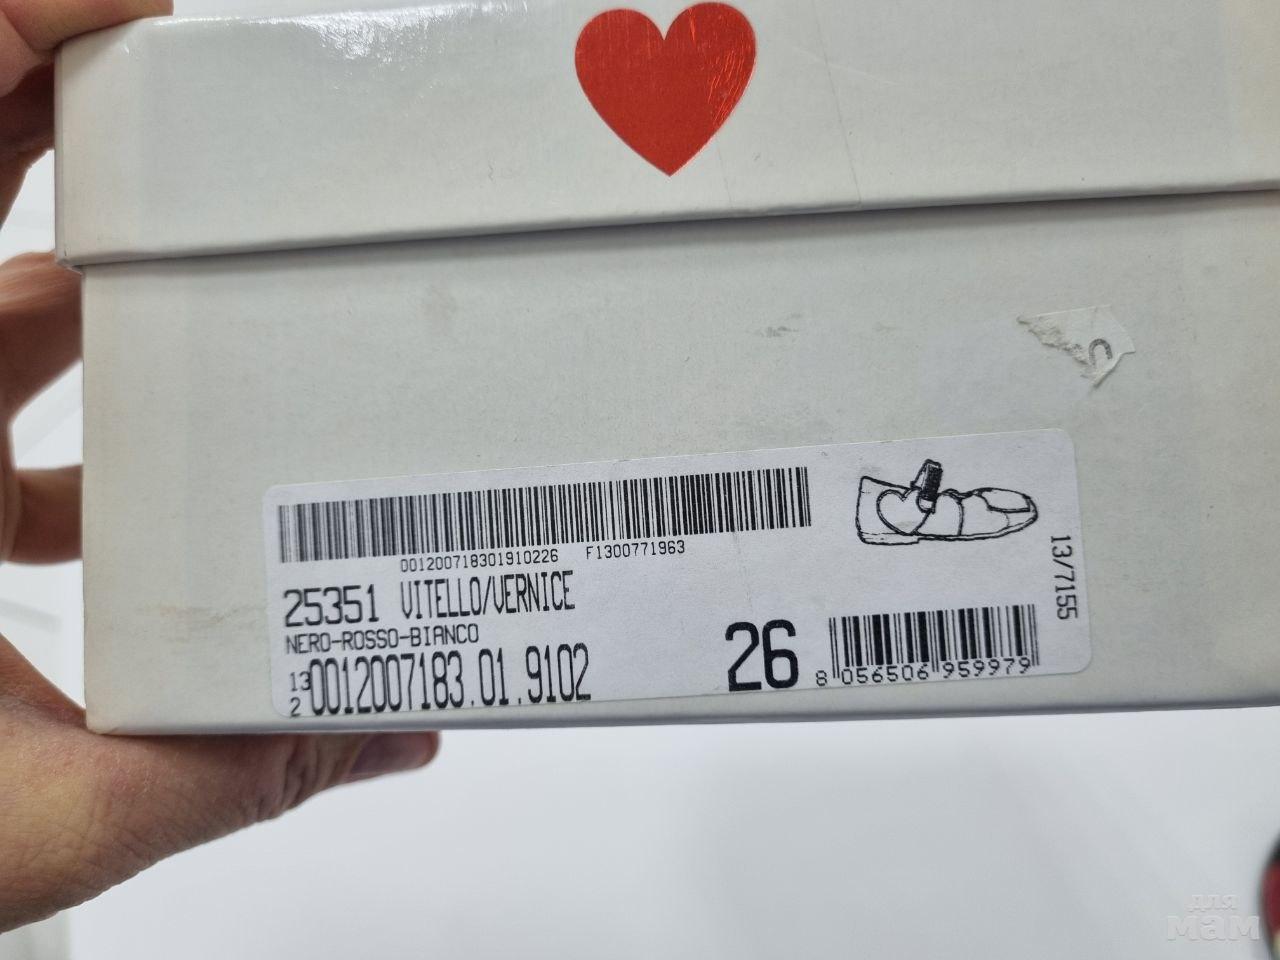 C
001200718301910226 F1300771963
25351 VITELLO/VERNICE
NERO-ROSSO-BIANCO
13
2
0012007183.01.9102
26
8 056506 959979
13/7155
для
мам